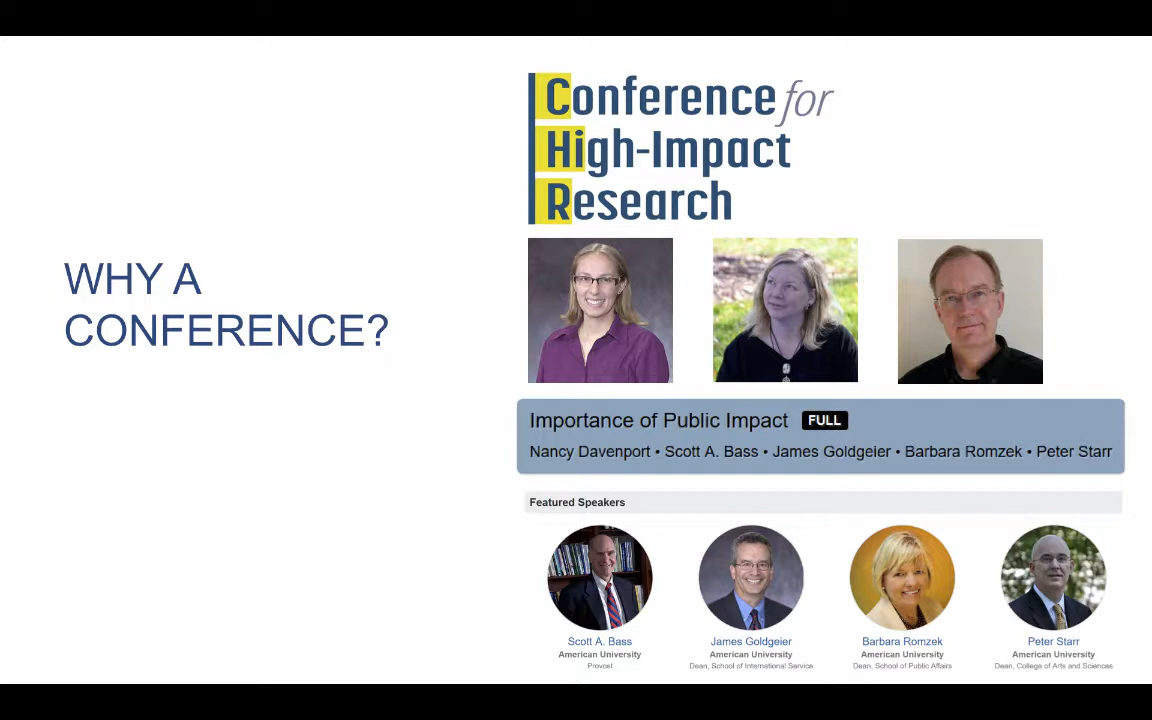 WHY A
CONFERENCE?
Conference for
High-Impact
Research
Importance of Public Impact FULL
Nancy Davenport • Scott A. Bass • James Goldgeier • Barbara Romzek • Peter Starr
Featured Speakers
Scott A. Bass
American University
Provost
James Goldgeier
American University
Dean, School of International Service
Barbara Romzek
American University
Dean, School of Public Affairs
Peter Starr
American University
Dean, College of Arts and Sciences